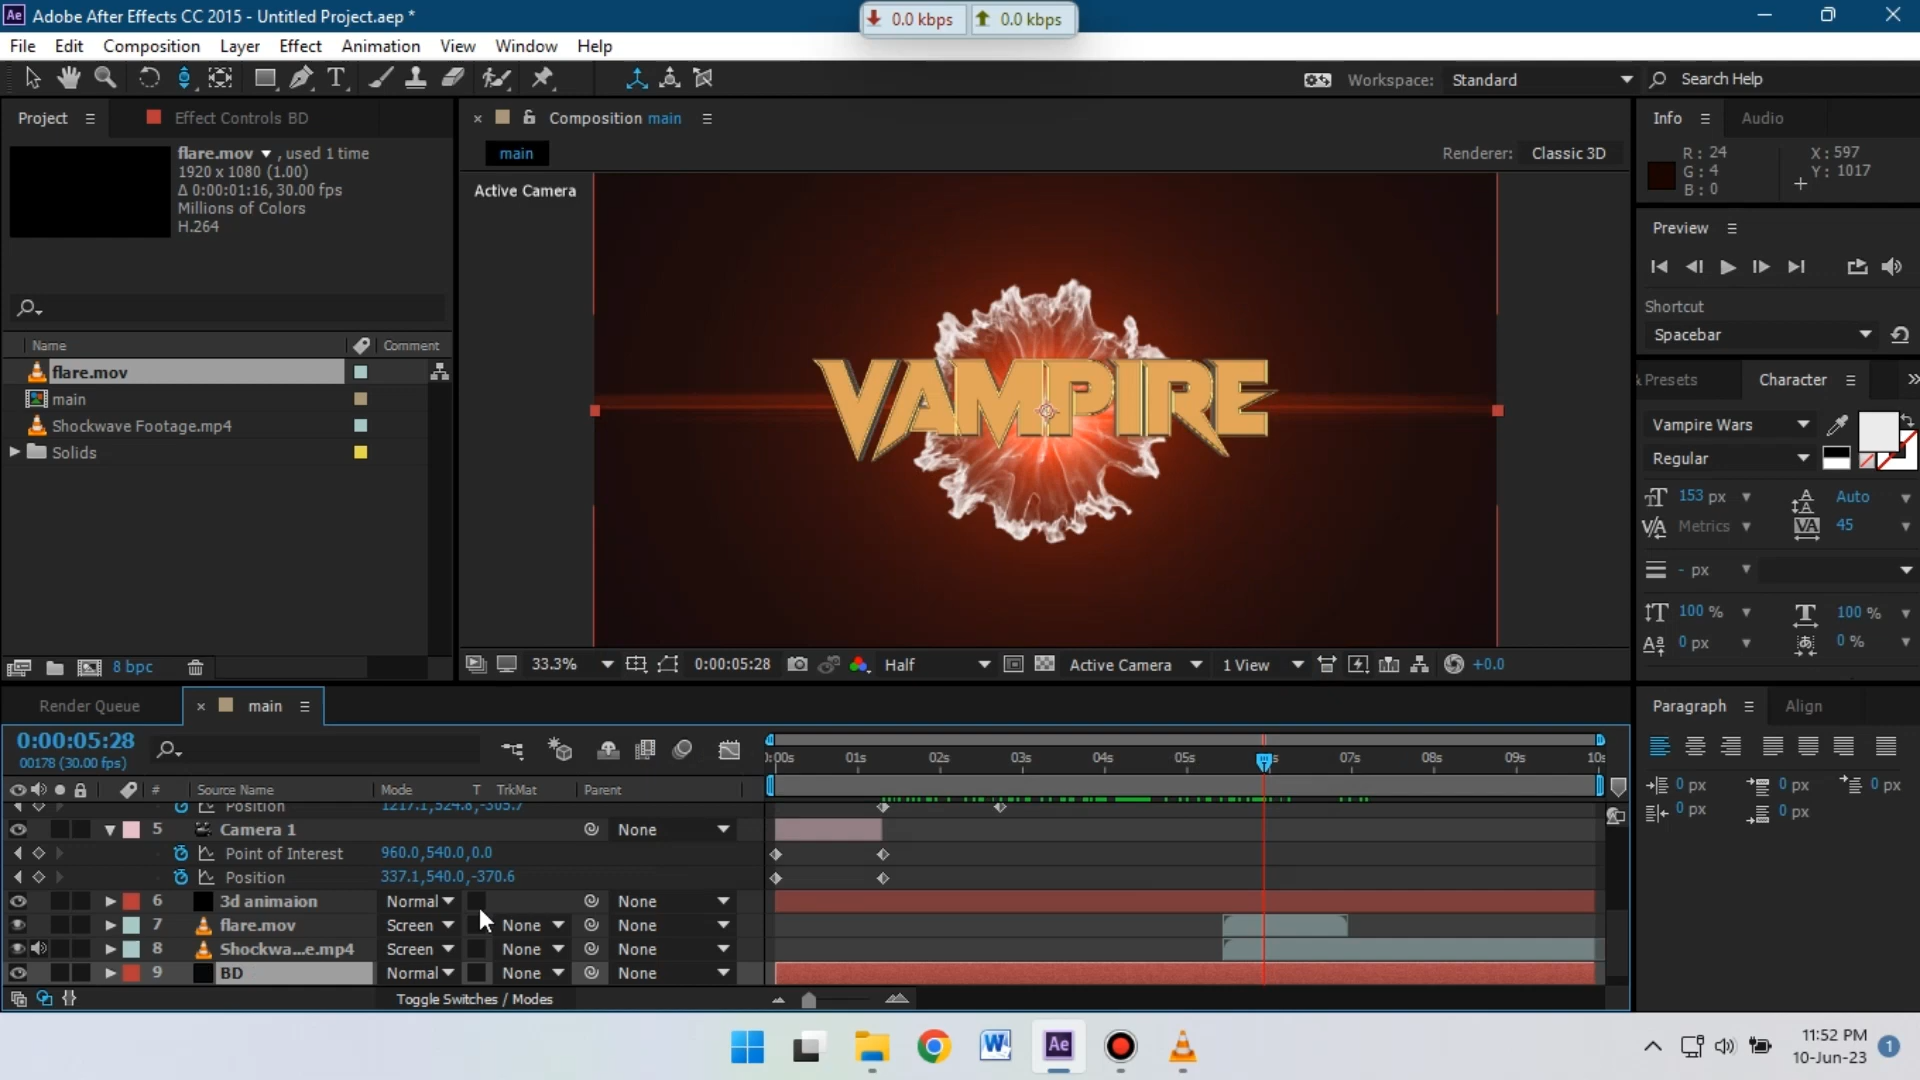 Ae Adobe After Effects CC 2015 - Untitled Project.aep *
0.0 kbps 0.0 kbps
File Edit Composition Layer Effect Animation View Window Help
T Workspace: Standard Search Help
Project Effect Controls BD × Composition main Info Audio
flare.mov , used 1 time
1920 x 1080 (1.00)
Δ 0:00:01:16, 30.00 fps
Millions of Colors
H.264
main Renderer: Classic 3D
Active Camera
VAMPIRE
R: 24 X: 597
G: 4 Y: 1017
B: 0
Preview
Shortcut
Spacebar
Name Comment
flare.mov
main
Shockwave Footage.mp4
Solids
& Presets Character
Vampire Wars
Regular
153 px Auto
Metrics 45
- px
100 % 100 %
0 px 0 %
8 bpc
33.3% 0:00:05:28 Half Active Camera 1 View +0.0
Render Queue × main
Paragraph Align
0:00:05:28
00178 (30.00 fps)
):00s 01s 02s 03s 04s 05s 07s 08s 09s 10s
# Source Name Mode T TrkMat Parent
Position 1217.1,524.8,-305.7
5 Camera 1 None
Point of Interest 960.0,540.0,0.0
Position 337.1,540.0,-370.6
6 3d animaion Normal None
7 flare.mov Screen None None
8 Shockwa...e.mp4 Screen None None
9 BD Normal None None
Toggle Switches / Modes
0 px 0 px 0 px
0 px 0 px
W Ae
11:52 PM
10-Jun-23
1